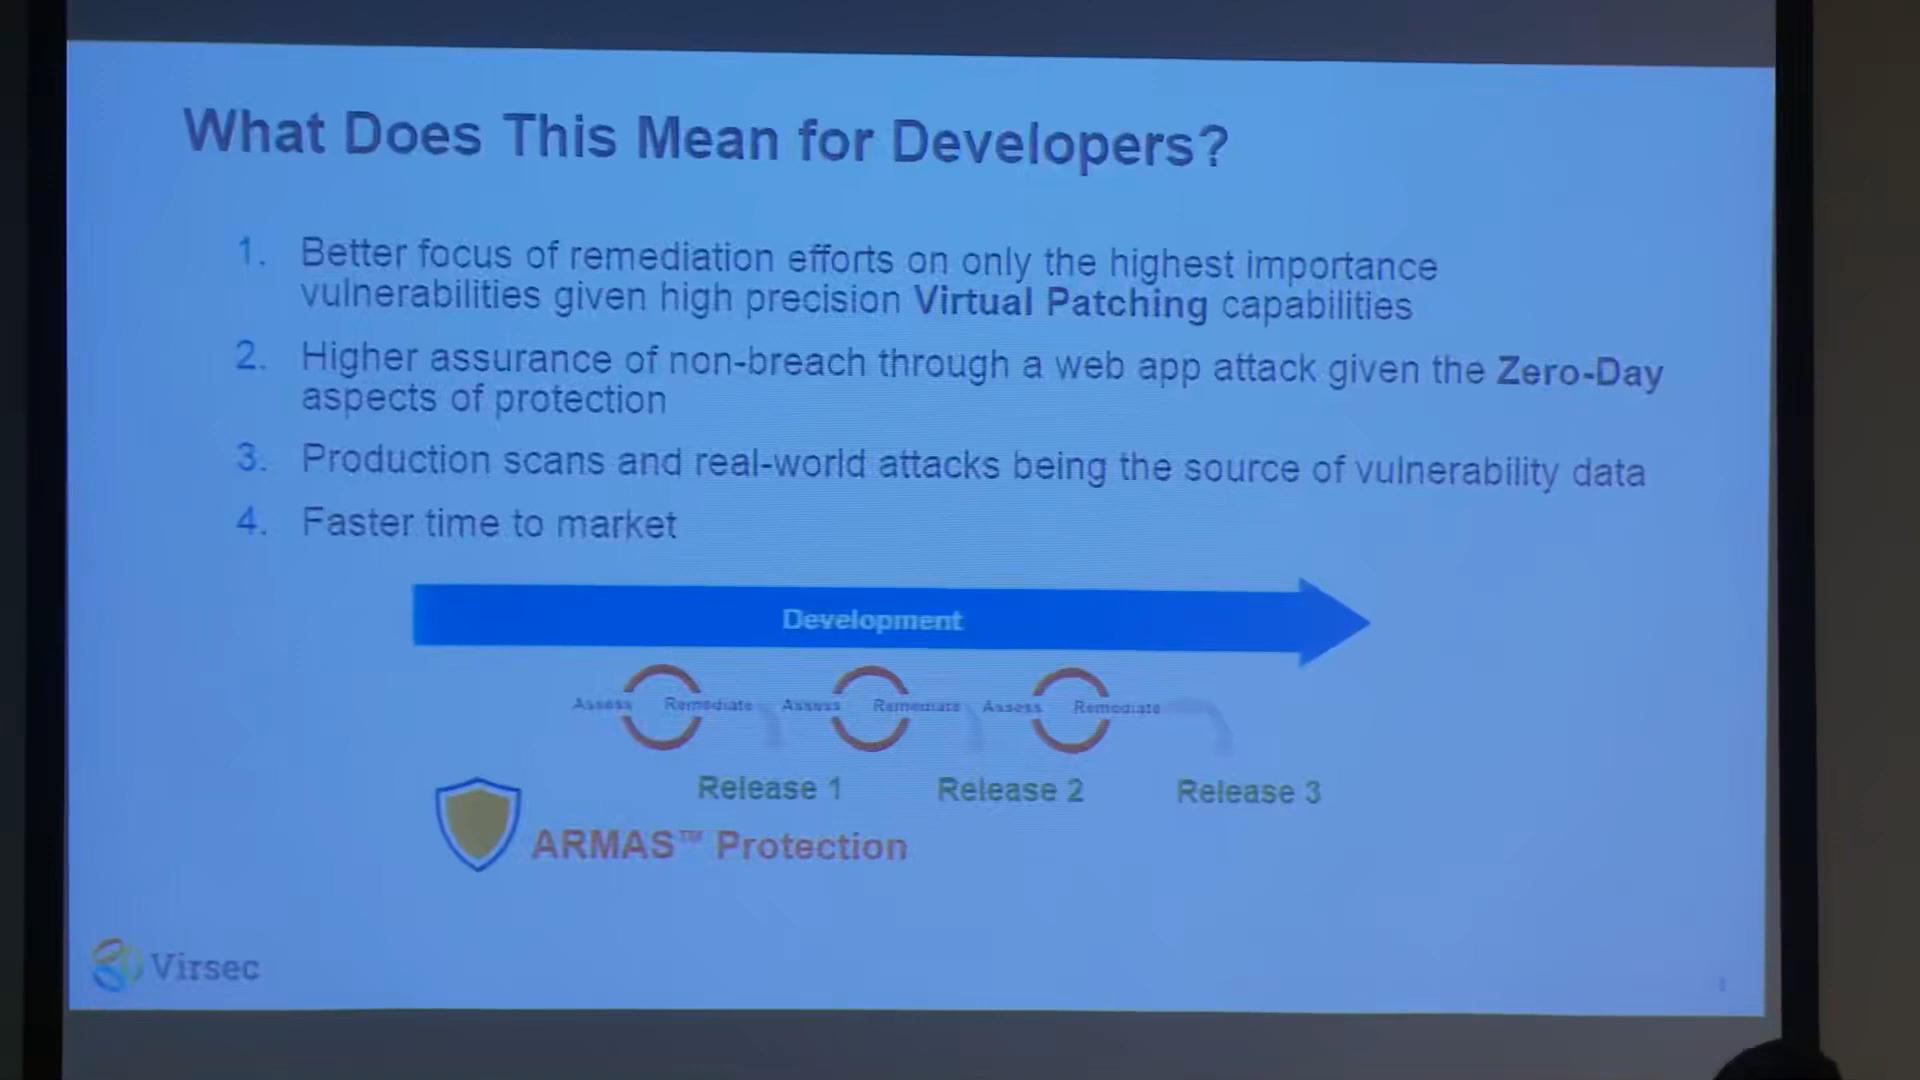 What Does This Mean for Developers?
1. Better focus of remediation efforts on only the highest importance
vulnerabilities given high precision Virtual Patching capabilities
2. Higher assurance of non-breach through a web app attack given the Zero-Day
aspects of protection
3. Production scans and real-world attacks being the source of vulnerability data
4. Faster time to market
Development
Assess Remediate Assess Remediate Assess Remediate
Release 1 Release 2 Release 3
ARMAS™ Protection
Virsec